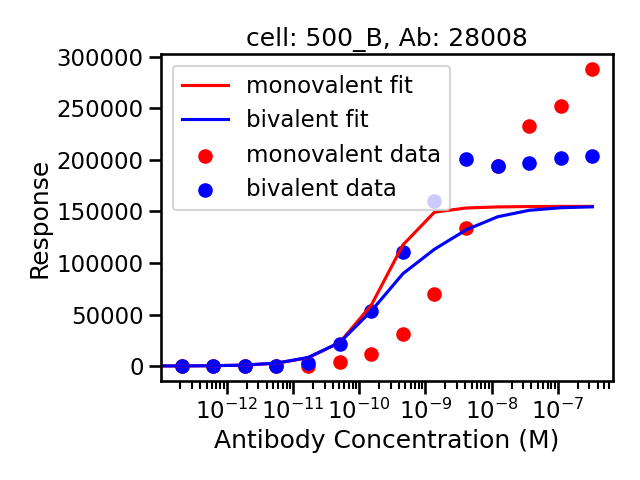 cell: 500_B, Ab: 28008
300000
250000
200000
150000
100000
50000
0
Response
monovalent fit
bivalent fit
monovalent data
bivalent data
10⁻¹² 10⁻¹¹ 10⁻¹⁰ 10⁻⁹ 10⁻⁸ 10⁻⁷
Antibody Concentration (M)